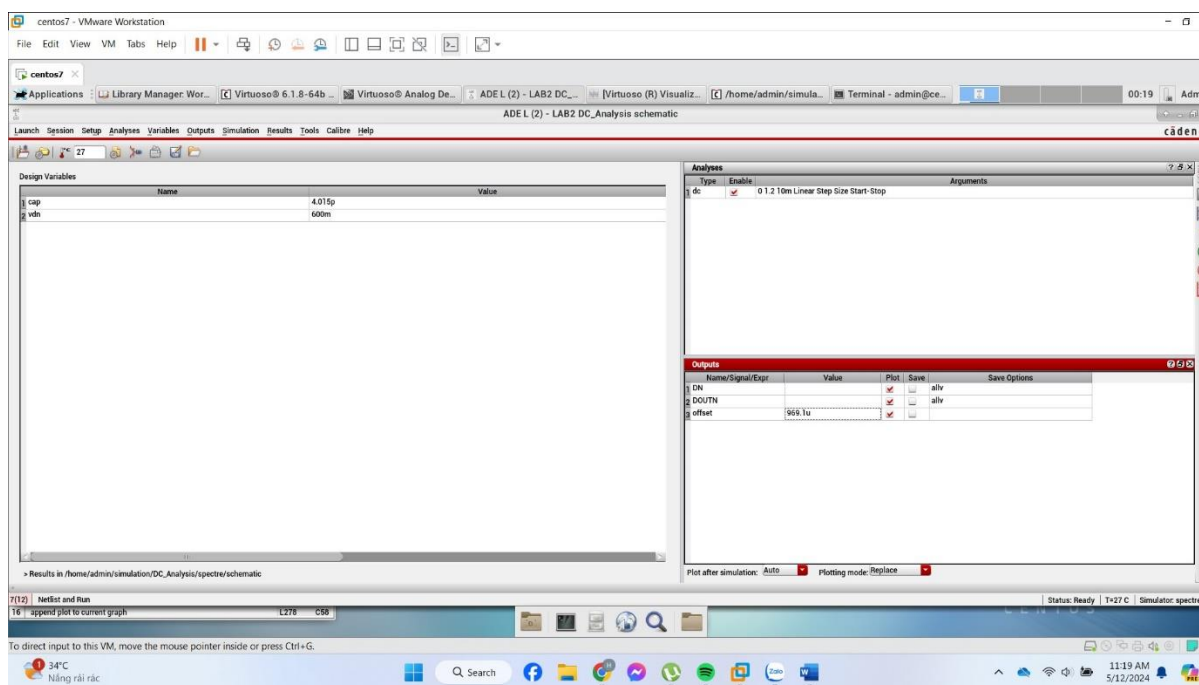 centos7 - VMware Workstation
File Edit View VM Tabs Help
centos7
Applications Library Manager: Wor... Virtuoso® 6.1.8-64b ... Virtuoso® Analog De... ADE L (2) - LAB2 DC_... [Virtuoso (R) Visualiz... /home/admin/simula... Terminal - admin@ce... 00:19 Adm
ADE L (2) - LAB2 DC_Analysis schematic
Launch Session Setup Analyses Variables Outputs Simulation Results Tools Calibre Help cāden
27
Design Variables
Name Value
1 cap 4.015p
2 vdn 600m
Analyses
Type Enable Arguments
1 dc 0 1.2 10m Linear Step Size Start-Stop
Outputs
Name/Signal/Expr Value Plot Save Save Options
1 DN allv
2 DOUTN allv
3 offset 969.1u
> Results in /home/admin/simulation/DC_Analysis/spectre/schematic
Plot after simulation: Auto Plotting mode: Replace
7(12) Netlist and Run Status: Ready T=27 C Simulator: spectre
16 append plot to current graph L278 C58
CENTOS
To direct input to this VM, move the mouse pointer inside or press Ctrl+G.
34°C
Nắng rải rác
Search
Zalo
11:19 AM
5/12/2024